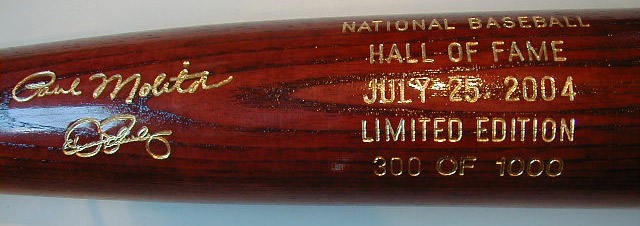 Paul Molitor
NATIONAL BASEBALL
HALL OF FAME
JULY 25, 2004
LIMITED EDITION
300 OF 1000